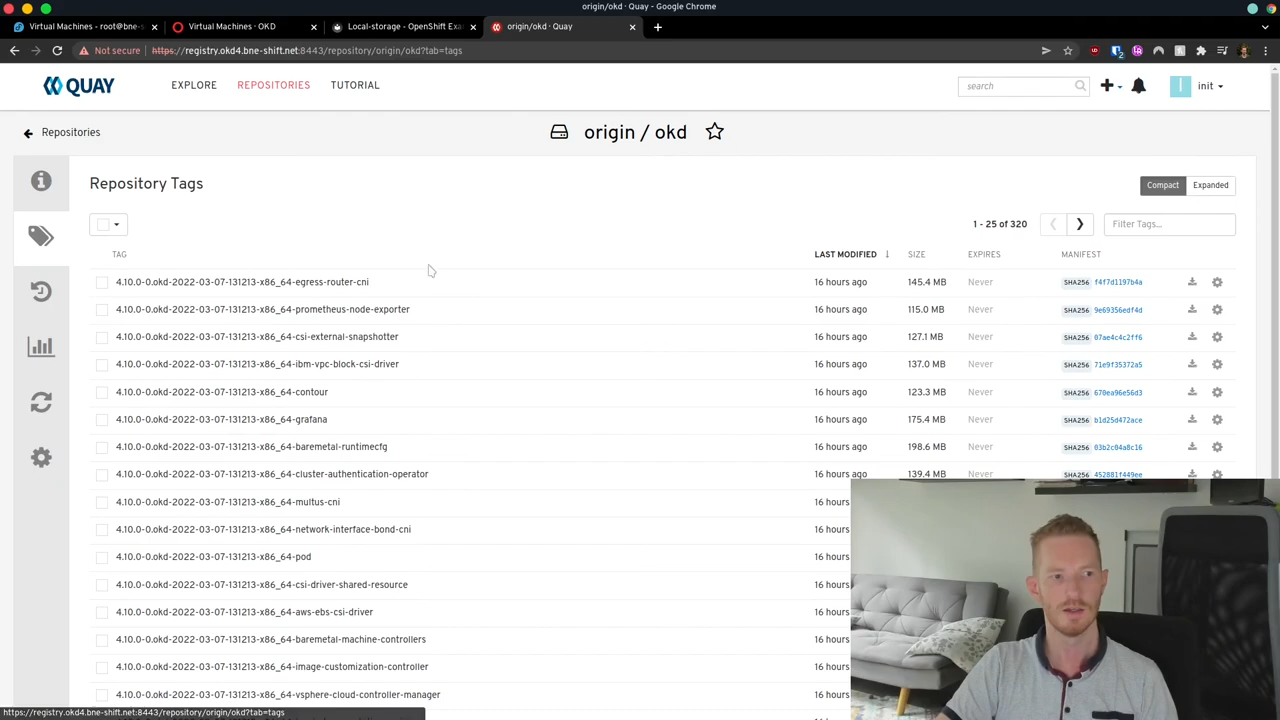 origin/okd · Quay - Google Chrome
Virtual Machines - root@bne-s
Virtual Machines · OKD
Local-storage - OpenShift Exa
origin/okd · Quay
Not secure https://registry.okd4.bne-shift.net:8443/repository/origin/okd?tab=tags
2
QUAY EXPLORE REPOSITORIES TUTORIAL search init
Repositories origin / okd
Repository Tags Compact Expanded
1 - 25 of 320 Filter Tags...
TAG LAST MODIFIED ↓ SIZE EXPIRES MANIFEST
4.10.0-0.okd-2022-03-07-131213-x86_64-egress-router-cni 16 hours ago 145.4 MB Never SHA256 f4f7d1197b4a
4.10.0-0.okd-2022-03-07-131213-x86_64-prometheus-node-exporter 16 hours ago 115.0 MB Never SHA256 9e69356edf4d
4.10.0-0.okd-2022-03-07-131213-x86_64-csi-external-snapshotter 16 hours ago 127.1 MB Never SHA256 07ae4c4c2ff6
4.10.0-0.okd-2022-03-07-131213-x86_64-ibm-vpc-block-csi-driver 16 hours ago 137.0 MB Never SHA256 71e9f35372a5
4.10.0-0.okd-2022-03-07-131213-x86_64-contour 16 hours ago 123.3 MB Never SHA256 670ea96e56d3
4.10.0-0.okd-2022-03-07-131213-x86_64-grafana 16 hours ago 175.4 MB Never SHA256 b1d25d472ace
4.10.0-0.okd-2022-03-07-131213-x86_64-baremetal-runtimecfg 16 hours ago 198.6 MB Never SHA256 03b2c04a8c16
4.10.0-0.okd-2022-03-07-131213-x86_64-cluster-authentication-operator 16 hours ago 139.4 MB Never SHA256 452881f449ee
4.10.0-0.okd-2022-03-07-131213-x86_64-multus-cni 16 hours
4.10.0-0.okd-2022-03-07-131213-x86_64-network-interface-bond-cni 16 hours
4.10.0-0.okd-2022-03-07-131213-x86_64-pod 16 hours
4.10.0-0.okd-2022-03-07-131213-x86_64-csi-driver-shared-resource 16 hours
4.10.0-0.okd-2022-03-07-131213-x86_64-aws-ebs-csi-driver 16 hours
4.10.0-0.okd-2022-03-07-131213-x86_64-baremetal-machine-controllers 16 hours
4.10.0-0.okd-2022-03-07-131213-x86_64-image-customization-controller 16 hours
4.10.0-0.okd-2022-03-07-131213-x86_64-vsphere-cloud-controller-manager 16 hours
https://registry.okd4.bne-shift.net:8443/repository/origin/okd?tab=tags